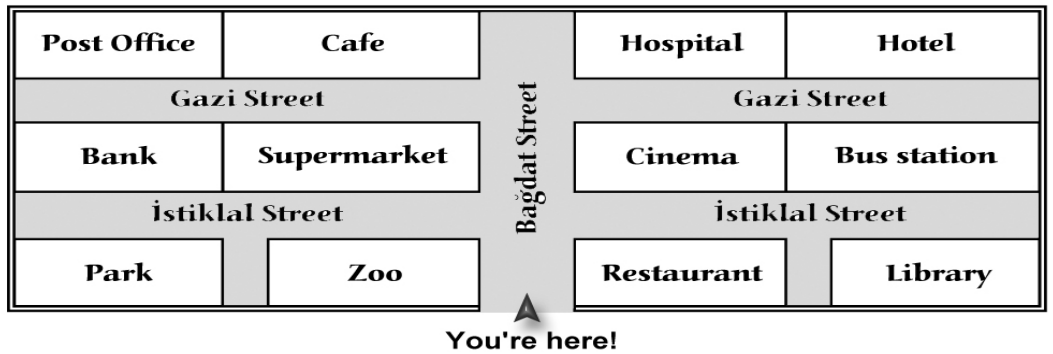 Post Office Cafe Hospital Hotel
Gazi Street Gazi Street
Bağdat Street
Bank Supermarket Cinema Bus station
İstiklal Street İstiklal Street
Park Zoo Restaurant Library
You're here!